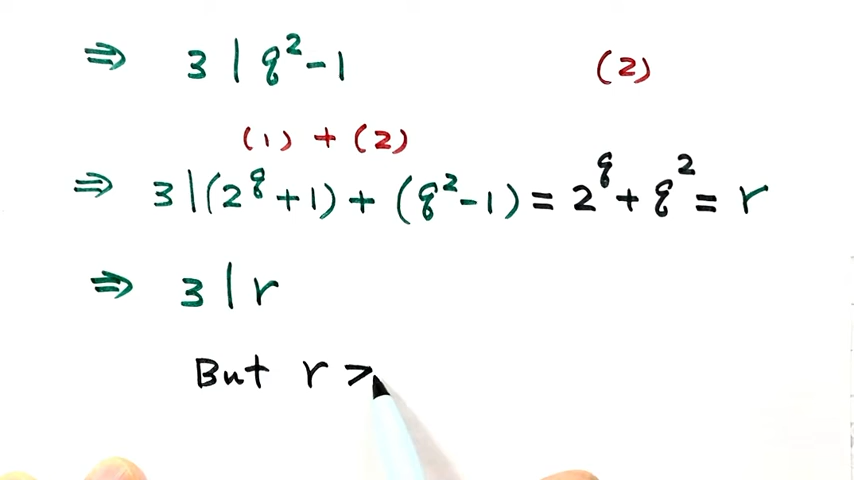 ⇒ 3 | q² - 1 (2)
(1) + (2)
⇒ 3 | (2^q + 1) + (q² - 1) = 2^q + q² = r
⇒ 3 | r
But r >